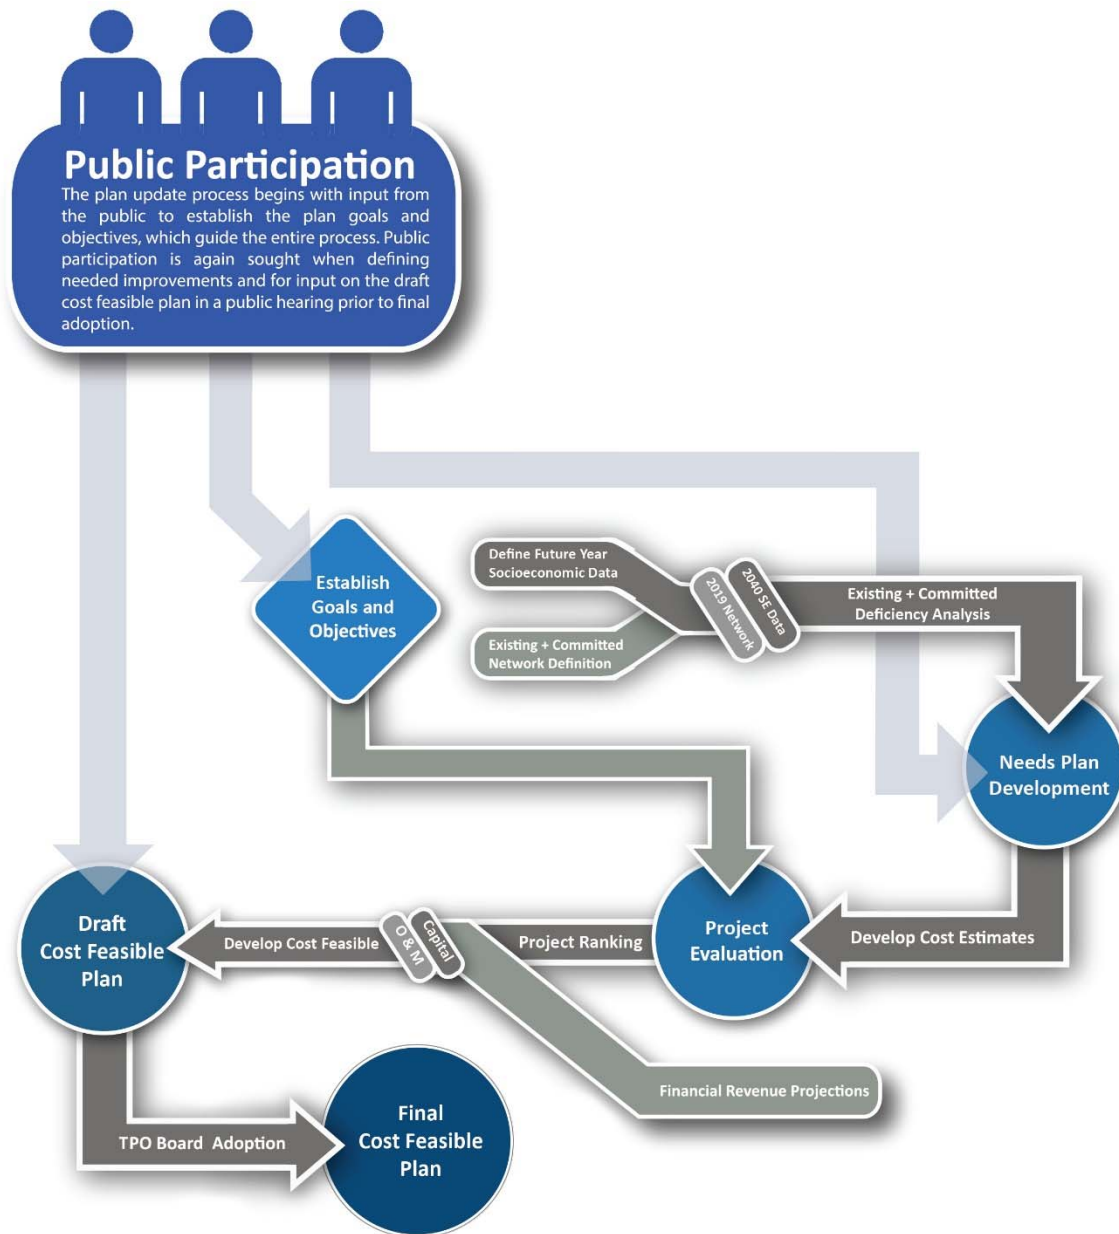 Public Participation
The plan update process begins with input from
the public to establish the plan goals and
objectives, which guide the entire process. Public
participation is again sought when defining
needed improvements and for input on the draft
cost feasible plan in a public hearing prior to final
adoption.
Establish
Goals and
Objectives
Define Future Year
Socioeconomic Data
Existing + Committed
Network Definition
2019 Network
2040 SE Data
Existing + Committed
Deficiency Analysis
Needs Plan
Development
Develop Cost Estimates
Project
Evaluation
Project Ranking
Capital
O & M
Develop Cost Feasible
Draft
Cost Feasible
Plan
Financial Revenue Projections
TPO Board Adoption
Final
Cost Feasible
Plan